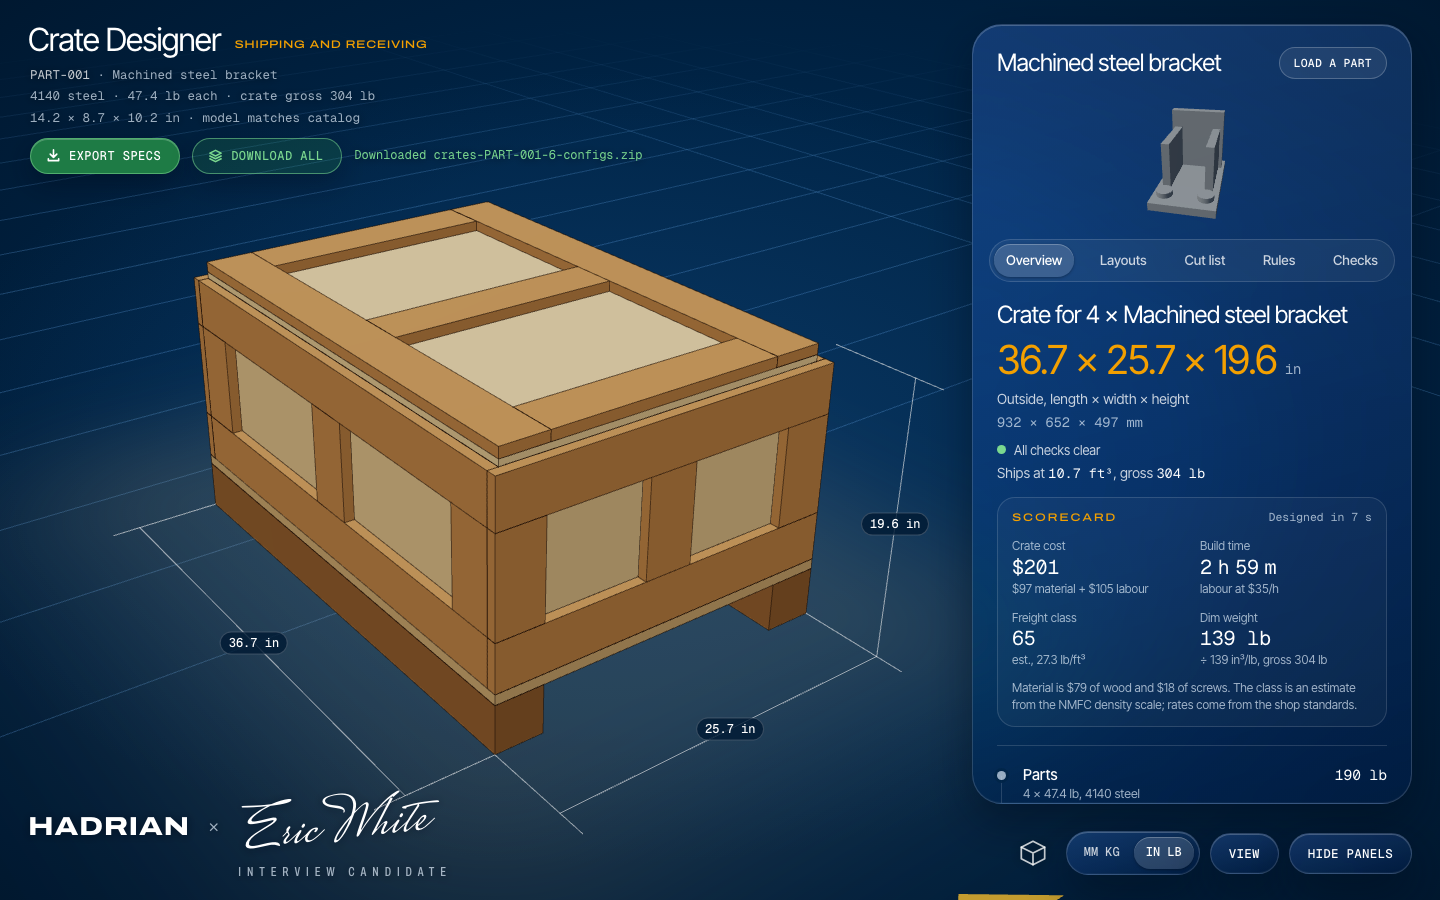 Crate Designer SHIPPING AND RECEIVING
PART-001 · Machined steel bracket
4140 steel · 47.4 lb each · crate gross 304 lb
14.2 × 8.7 × 10.2 in · model matches catalog
EXPORT SPECS
DOWNLOAD ALL
Downloaded crates-PART-001-6-configs.zip
19.6 in
36.7 in
25.7 in
HADRIAN × Eric White
INTERVIEW CANDIDATE
Machined steel bracket
LOAD A PART
Overview Layouts Cut list Rules Checks
Crate for 4 × Machined steel bracket
36.7 × 25.7 × 19.6 in
Outside, length × width × height
932 × 652 × 497 mm
All checks clear
Ships at 10.7 ft³, gross 304 lb
SCORECARD Designed in 7 s
Crate cost Build time
$201 2 h 59 m
$97 material + $105 labour labour at $35/h
Freight class Dim weight
65 139 lb
est., 27.3 lb/ft³ ÷ 139 in³/lb, gross 304 lb
Material is $79 of wood and $18 of screws. The class is an estimate
from the NMFC density scale; rates come from the shop standards.
Parts 190 lb
4 × 47.4 lb, 4140 steel
MM KG IN LB VIEW HIDE PANELS